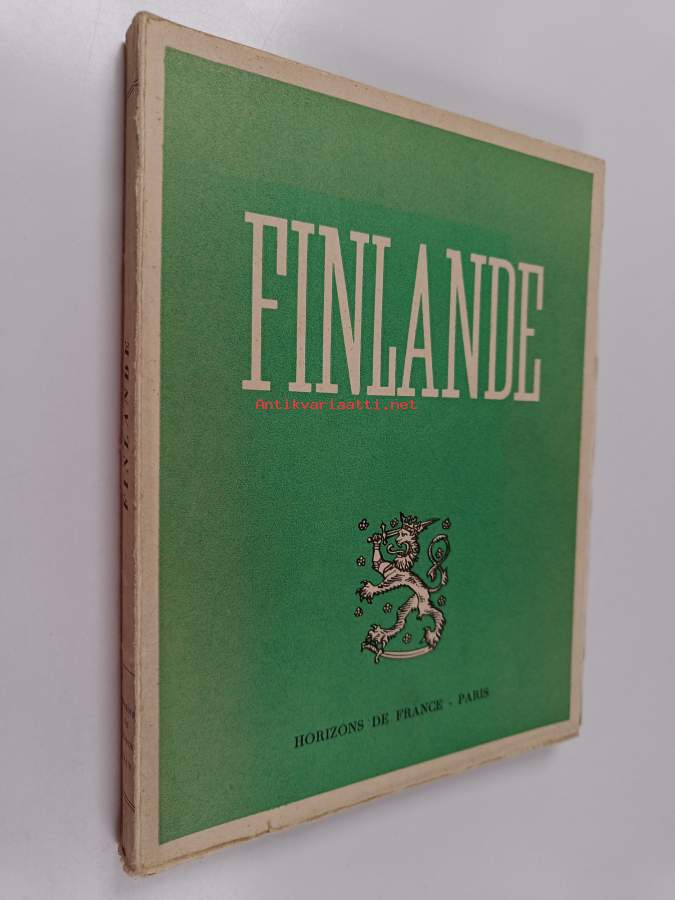 FINLANDE
Antikvariaatti.net
HORIZONS DE FRANCE - PARIS
FINLANDE